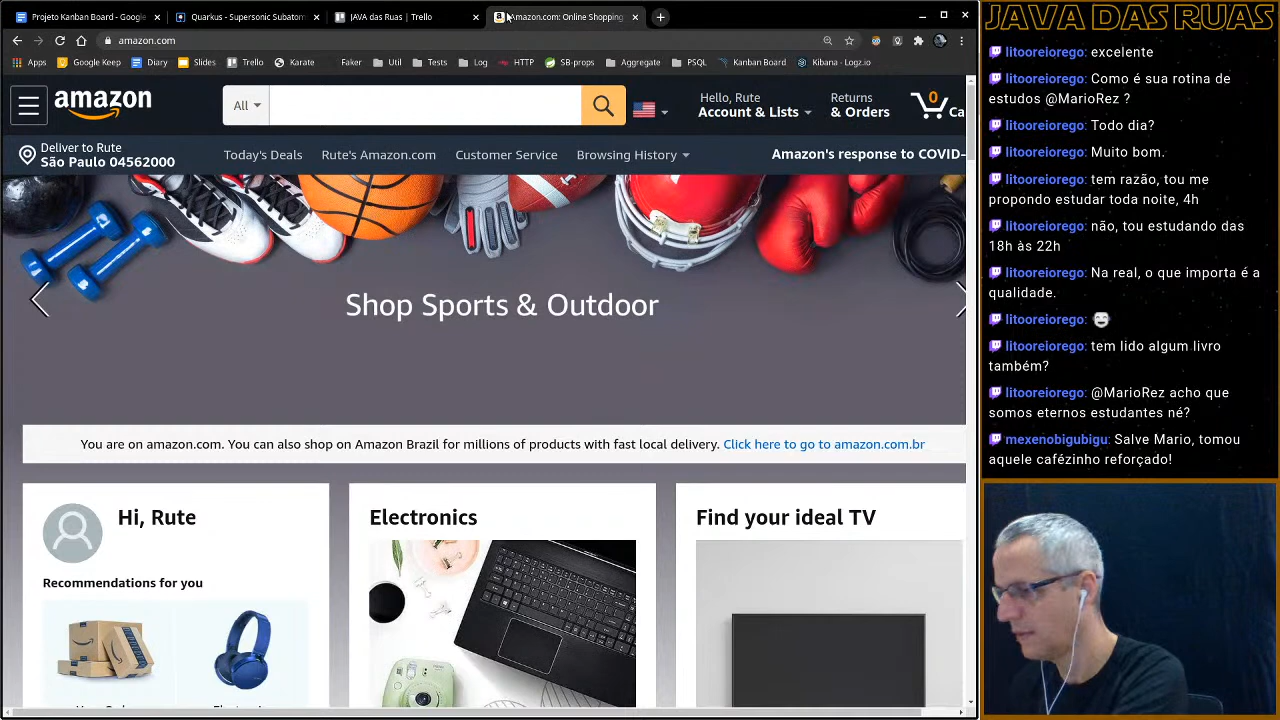 Projeto Kanban Board - Google
Quarkus - Supersonic Subatom
JAVA das Ruas | Trello
Amazon.com: Online Shopping
JAVA DAS RUAS
amazon.com
Apps
Google Keep
Diary
Slides
Trello
Karate
Faker
Util
Tests
Log
HTTP
SB-props
Aggregate
PSQL
Kanban Board
Kibana - Logz.io
amazon
All
Hello, Rute
Account & Lists
Returns
& Orders
0
Ca
Deliver to Rute
São Paulo 04562000
Today's Deals
Rute's Amazon.com
Customer Service
Browsing History
Amazon's response to COVID-
Shop Sports & Outdoor
You are on amazon.com. You can also shop on Amazon Brazil for millions of products with fast local delivery. Click here to go to amazon.com.br
Hi, Rute
Recommendations for you
Electronics
Find your ideal TV
litooreiorego: excelente
litooreiorego: Como é sua rotina de
estudos @MarioRez ?
litooreiorego: Todo dia?
litooreiorego: Muito bom.
litooreiorego: tem razão, tou me
propondo estudar toda noite, 4h
litooreiorego: não, tou estudando das
18h às 22h
litooreiorego: Na real, o que importa é a
qualidade.
litooreiorego:
litooreiorego: tem lido algum livro
também?
litooreiorego: @MarioRez acho que
somos eternos estudantes né?
mexenobigubigu: Salve Mario, tomou
aquele cafézinho reforçado!